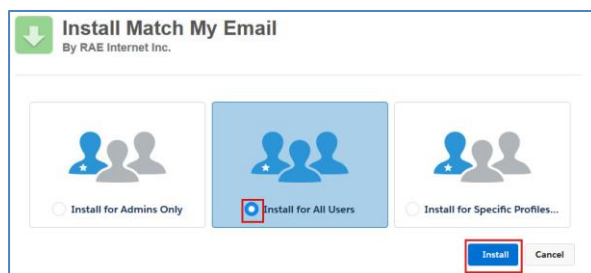 Install Match My Email
By RAE Internet Inc.
Install for Admins Only
Install for All Users
Install for Specific Profiles...
Install
Cancel